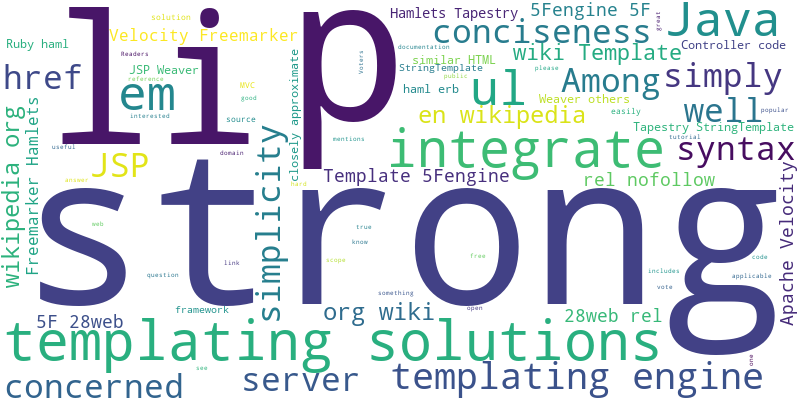 lip
strong
Java
conciseness
5Fengine 5F
Hamlets Tapestry
Velocity Freemarker
solution
great
Ruby haml
Readers
documentation
Controller code
href
JSP Weaver
reference
similar HTML
wiki Template
em
MVC
StringTemplate
public
Voters
Among
simply
ul
haml erb
please
Weaver others
good
interested
source
en wikipedia
easily
well
popular
wikipedia org
Freemarker Hamlets
closely approximate
Tapestry StringTemplate
tutorial
useful
domain
mentions
integrate
syntax
JSP
simplicity
answer
hard
Template 5Fengine
rel nofollow
Apache Velocity
web
true
know
link
scope
free
code
question
something
includes
applicable
vote
framework
org wiki
open
28web rel
5F 28web
templating solutions
see
one
concerned
server
templating engine